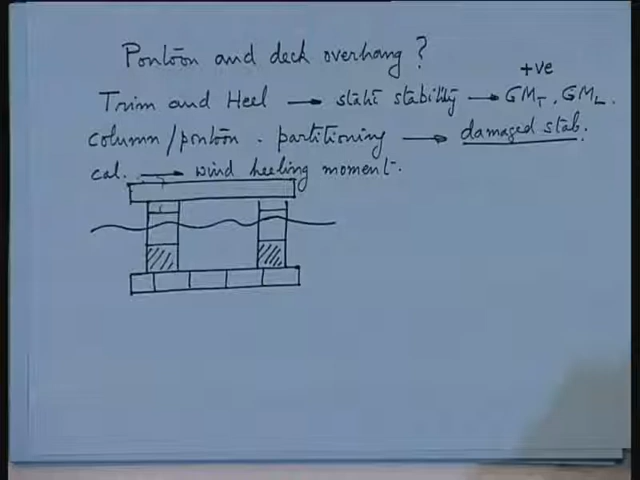 Pontoon and deck overhang ?
+ve
Trim and Heel → static stability → GM_T, GM_L.
column/pontoon . partitioning → damaged stab.
cal. → wind heeling moment.